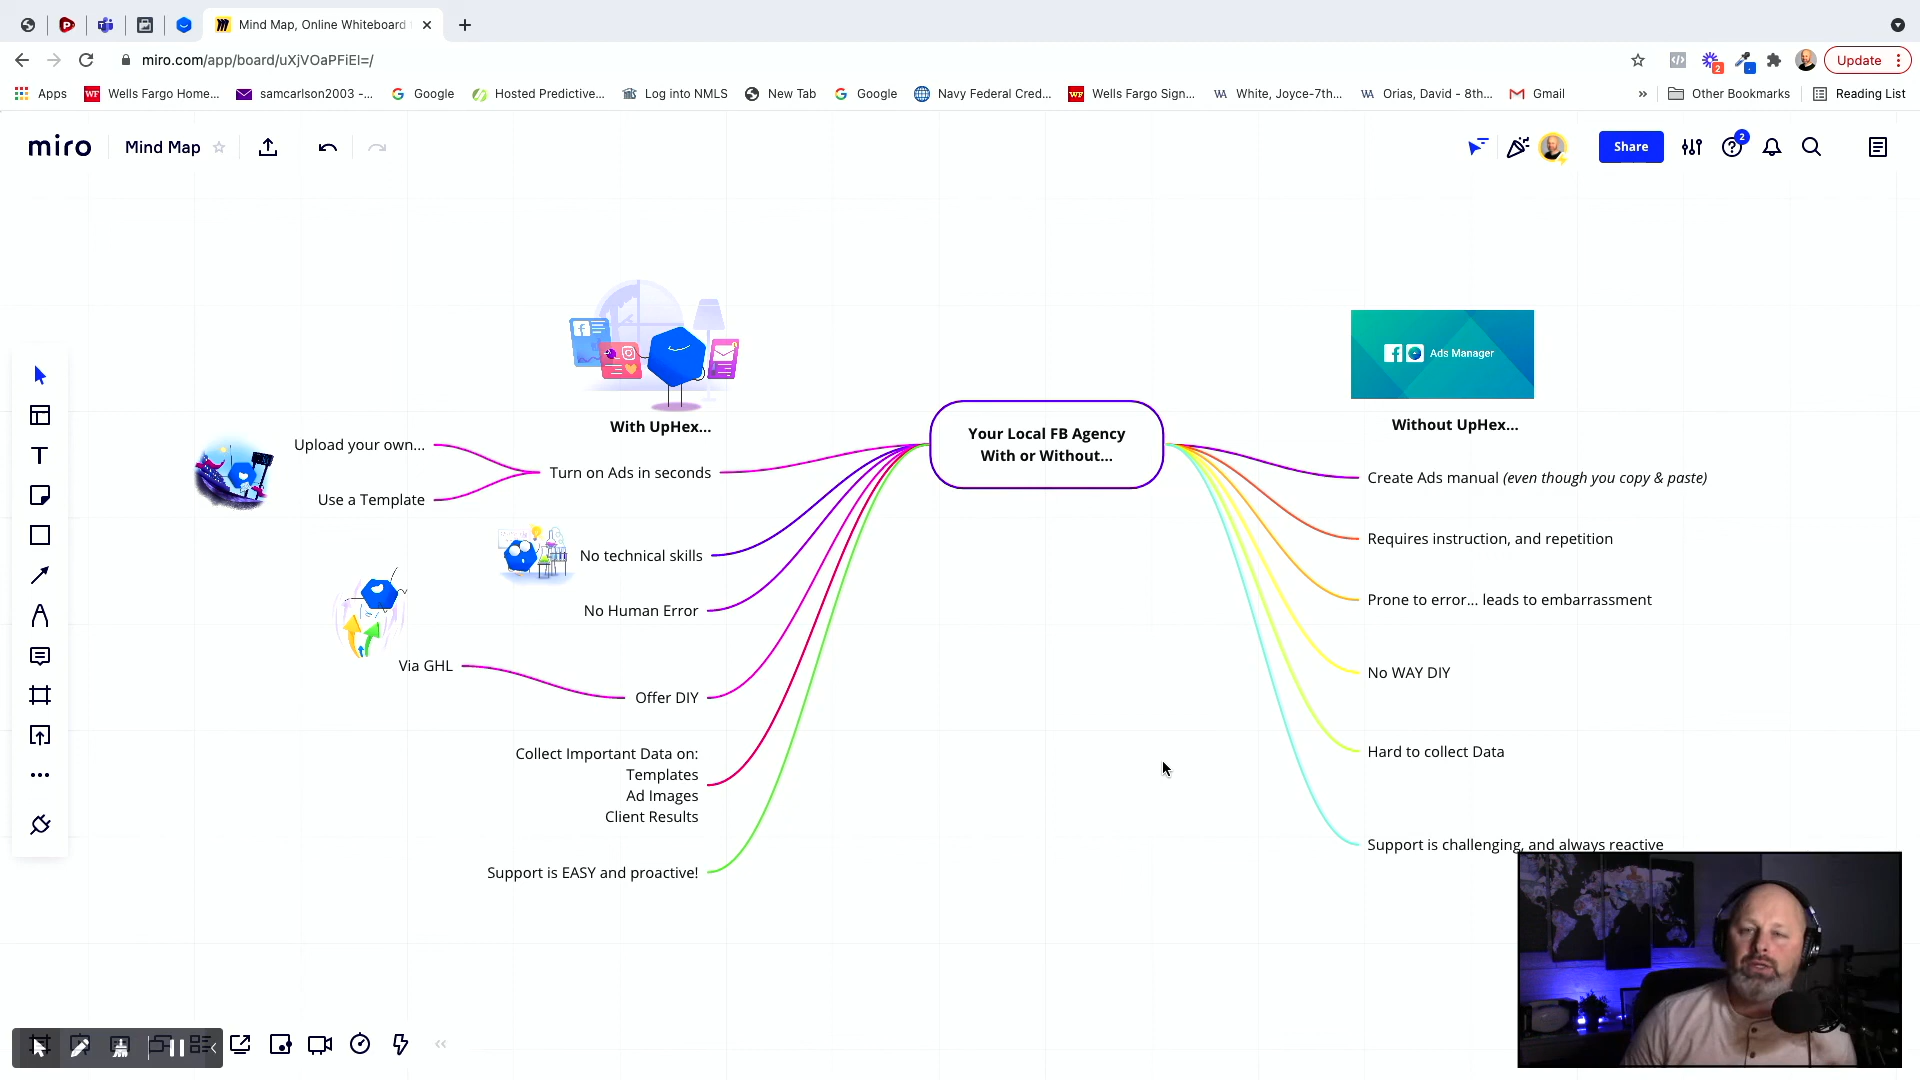 Mind Map, Online Whiteboard
miro.com/app/board/uXjVOaPFiEI=/
2
Update
Apps
Wells Fargo Home...
samcarlson2003 -...
Google
Hosted Predictive...
Log into NMLS
New Tab
Google
Navy Federal Cred...
Wells Fargo Sign...
White, Joyce-7th...
Orias, David - 8th...
Gmail
»
Other Bookmarks
Reading List
miro
Mind Map
Share
2
Ads Manager
With UpHex...
Without UpHex...
Your Local FB Agency
With or Without...
Upload your own...
Turn on Ads in seconds
Use a Template
No technical skills
No Human Error
Via GHL
Offer DIY
Collect Important Data on:
Templates
Ad Images
Client Results
Support is EASY and proactive!
Create Ads manual (even though you copy & paste)
Requires instruction, and repetition
Prone to error... leads to embarrassment
No WAY DIY
Hard to collect Data
Support is challenging, and always reactive